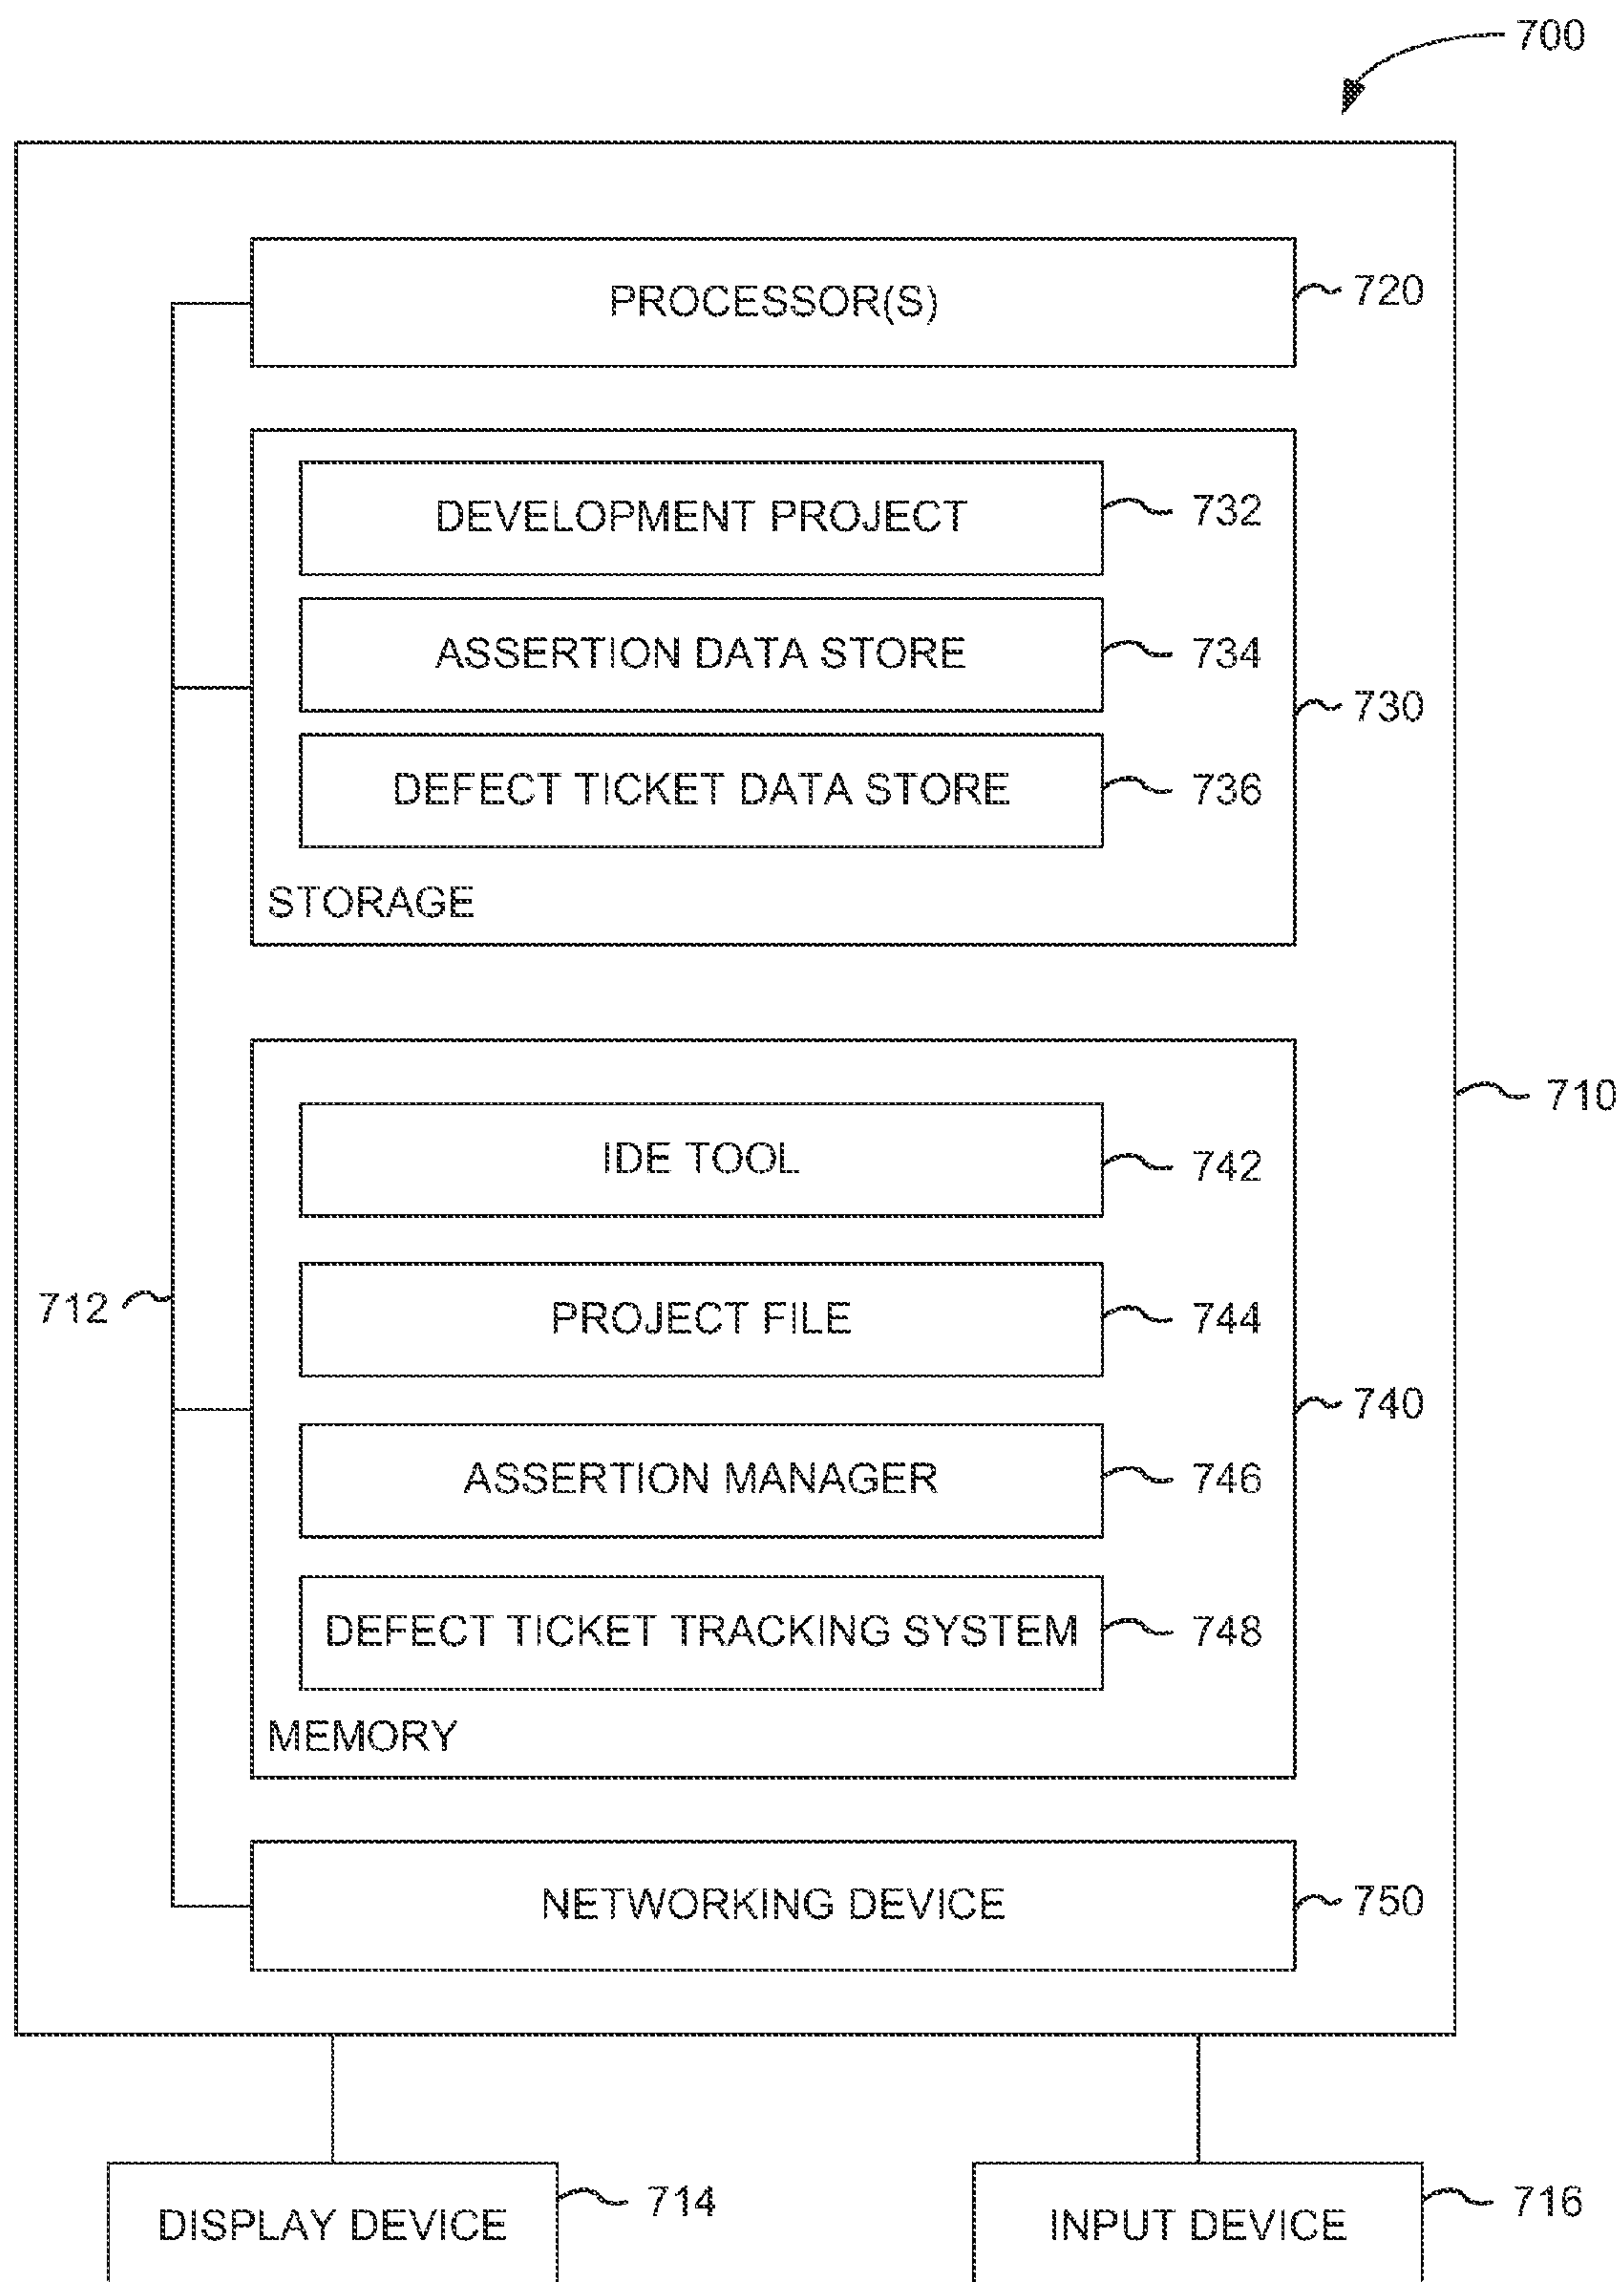 700
PROCESSOR(S)
720
DEVELOPMENT PROJECT
732
ASSERTION DATA STORE
734
730
DEFECT TICKET DATA STORE
736
STORAGE
710
IDE TOOL
742
712
PROJECT FILE
744
740
ASSERTION MANAGER
746
DEFECT TICKET TRACKING SYSTEM
748
MEMORY
NETWORKING DEVICE
750
DISPLAY DEVICE
714
INPUT DEVICE
716